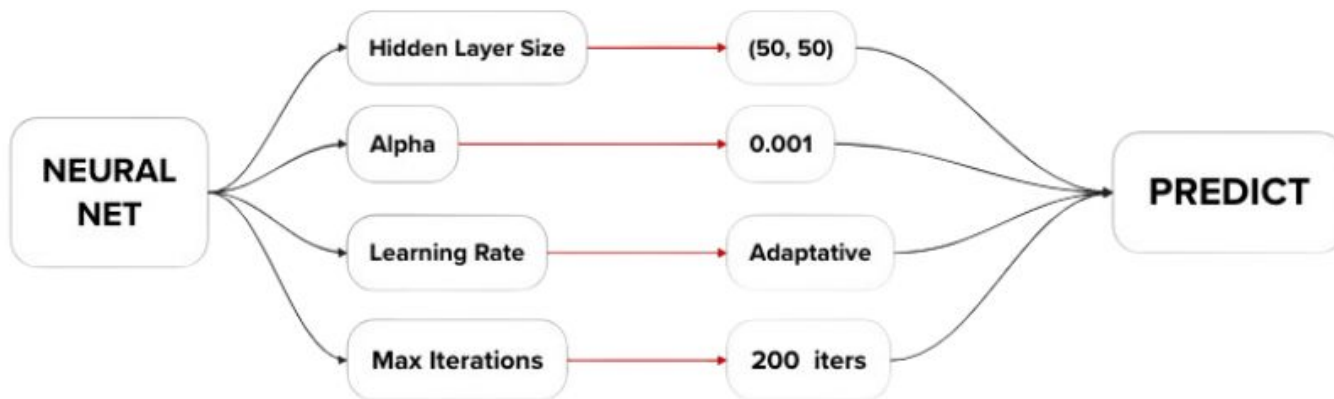 NEURAL
NET
Hidden Layer Size
(50, 50)
Alpha
0.001
Learning Rate
Adaptative
Max Iterations
200 iters
PREDICT